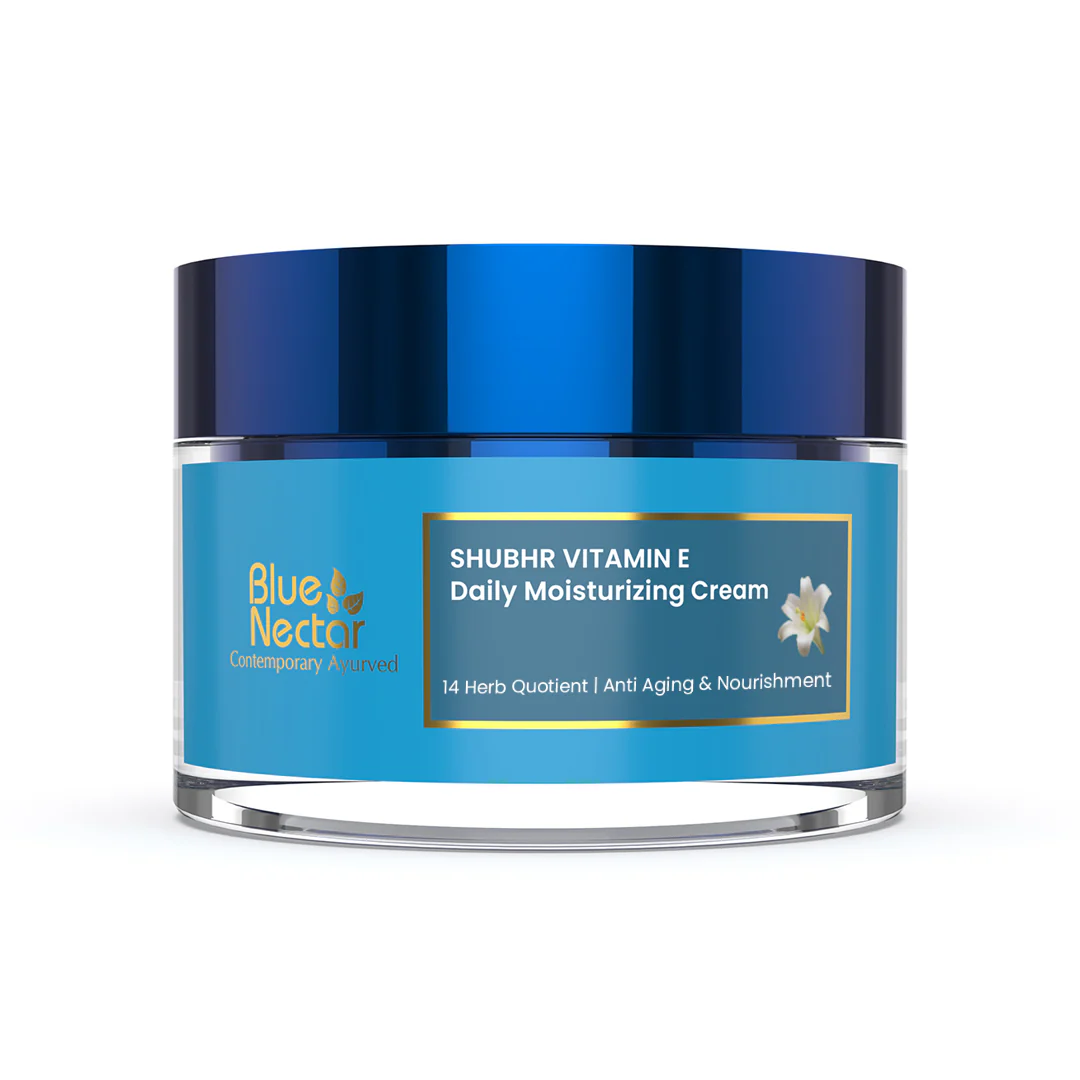 Blue
Nectar
Contemporary Ayurved
SHUBHR VITAMIN E
Daily Moisturizing Cream
14 Herb Quotient | Anti Aging & Nourishment